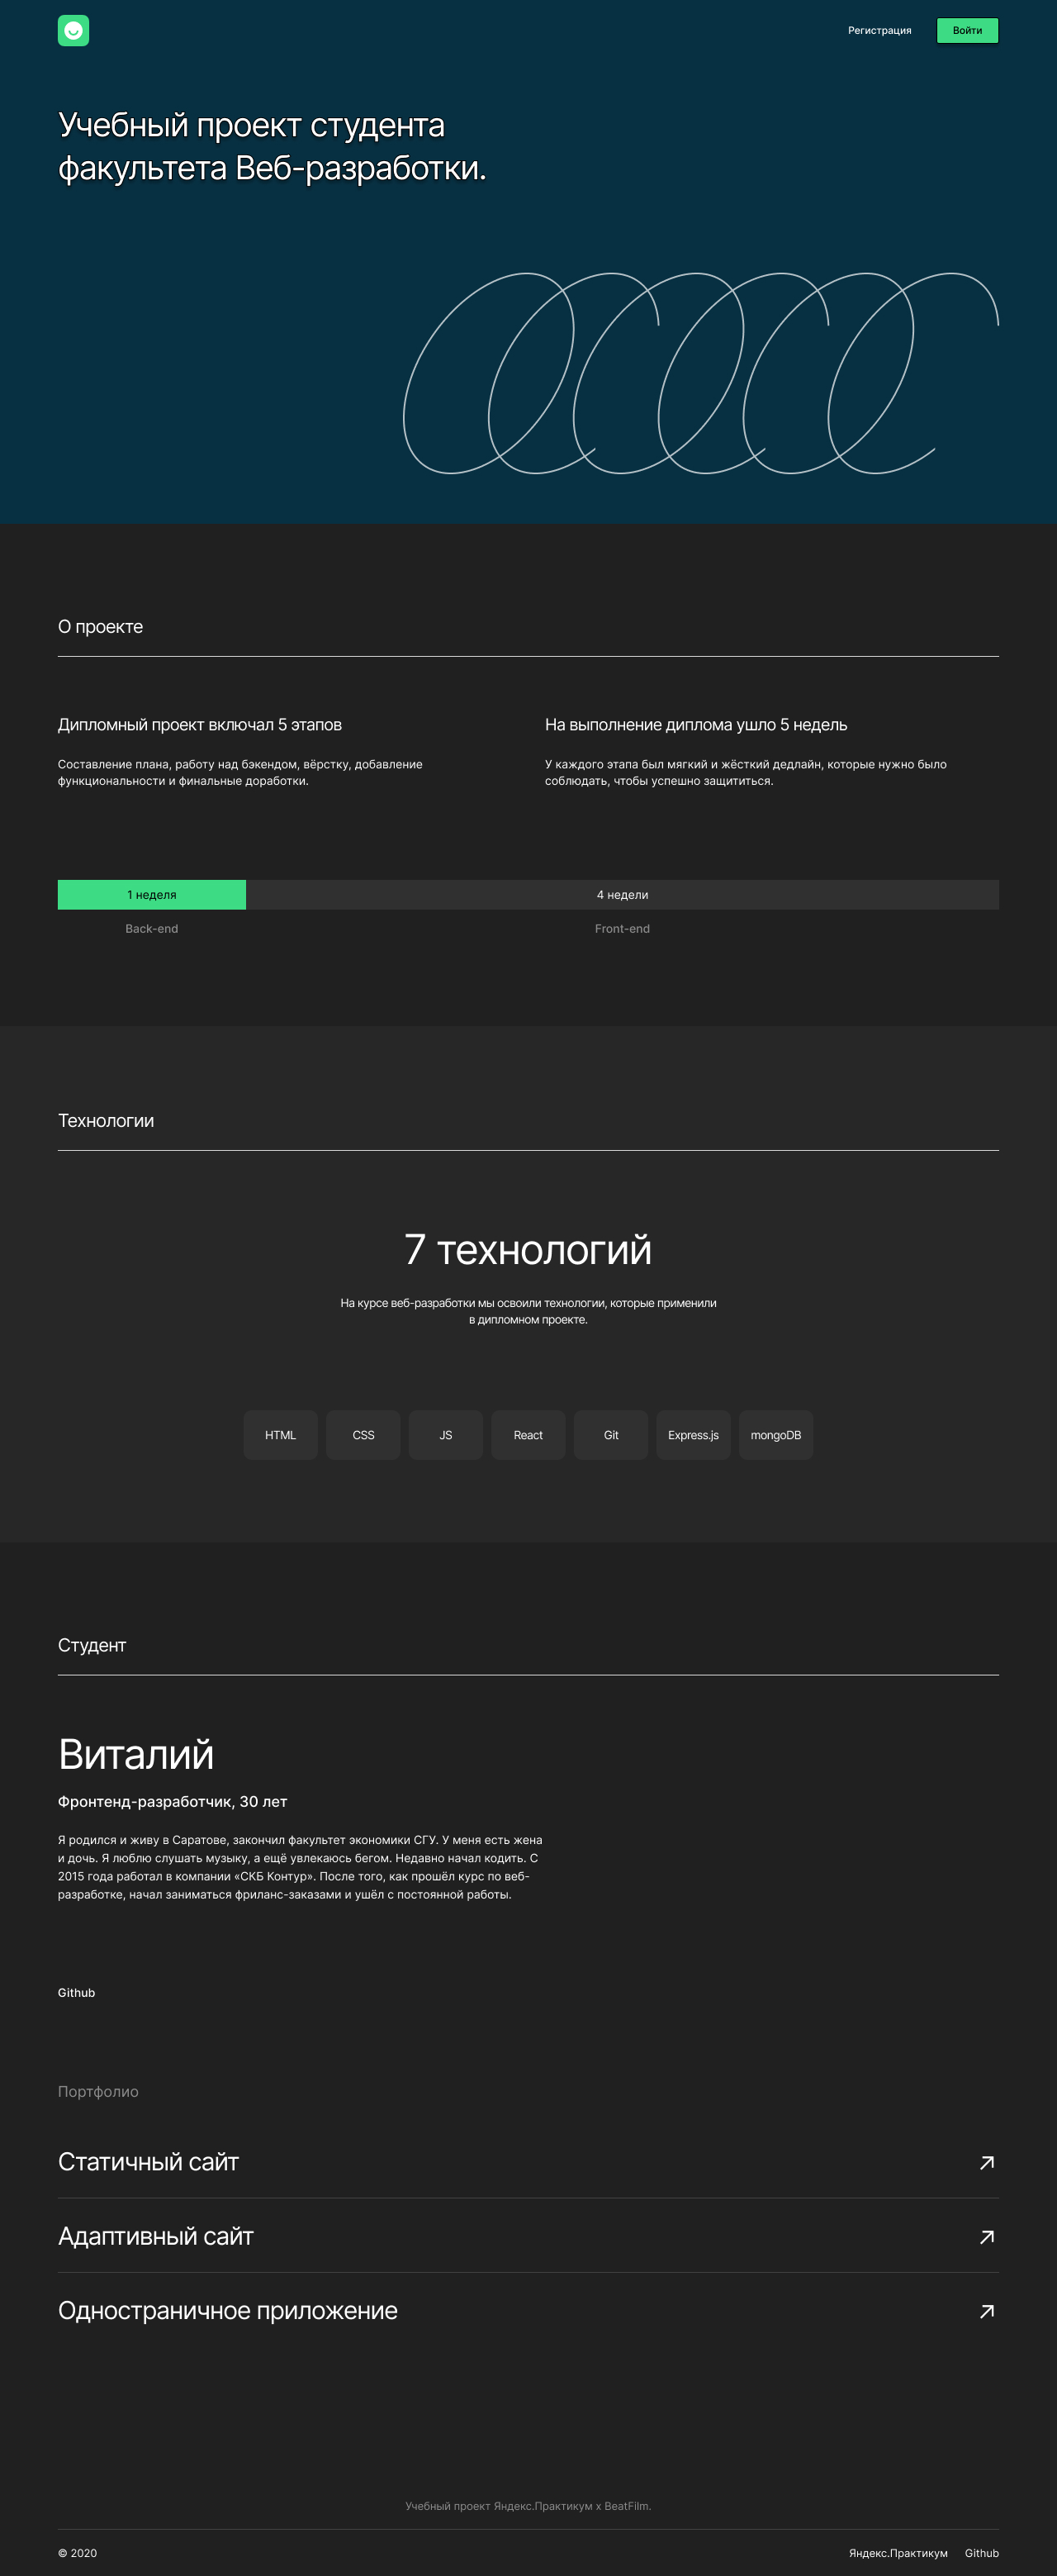 Регистрация
Войти
Учебный проект студента
факультета Веб-разработки.
О проекте
Дипломный проект включал 5 этапов
Составление плана, работу над бэкендом, вёрстку, добавление
функциональности и финальные доработки.
На выполнение диплома ушло 5 недель
У каждого этапа был мягкий и жёсткий дедлайн, которые нужно было
соблюдать, чтобы успешно защититься.
1 неделя
4 недели
Back-end
Front-end
Технологии
7 технологий
На курсе веб-разработки мы освоили технологии, которые применили
в дипломном проекте.
HTML
CSS
JS
React
Git
Express.js
mongoDB
Студент
Виталий
Фронтенд-разработчик, 30 лет
Я родился и живу в Саратове, закончил факультет экономики СГУ. У меня есть жена
и дочь. Я люблю слушать музыку, а ещё увлекаюсь бегом. Недавно начал кодить. С
2015 года работал в компании «СКБ Контур». После того, как прошёл курс по веб-
разработке, начал заниматься фриланс-заказами и ушёл с постоянной работы.
Github
Портфолио
Статичный сайт
Адаптивный сайт
Одностраничное приложение
Учебный проект Яндекс.Практикум х BeatFilm.
© 2020
Яндекс.Практикум
Github